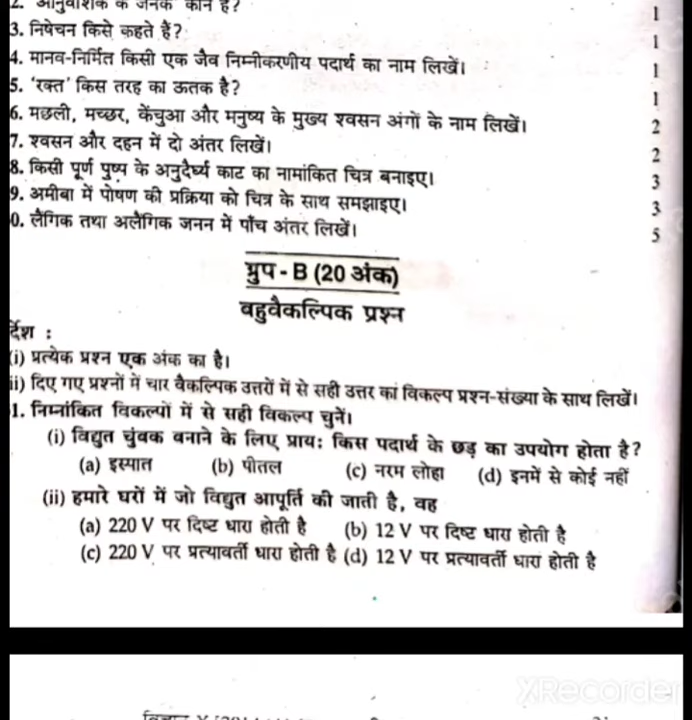 2. आनुवंशिकी के जनक कौन हैं? 1
3. निषेचन किसे कहते हैं? 1
4. मानव-निर्मित किसी एक जैव निम्नीकरणीय पदार्थ का नाम लिखें। 1
5. ‘रक्त’ किस तरह का ऊतक है? 1
6. मछली, मच्छर, केंचुआ और मनुष्य के मुख्य श्वसन अंगों के नाम लिखें। 2
7. श्वसन और दहन में दो अंतर लिखें। 2
8. किसी पूर्ण पुष्प के अनुदैर्घ्य काट का नामांकित चित्र बनाइए। 3
9. अमीबा में पोषण की प्रक्रिया को चित्र के साथ समझाइए। 3
0. लैंगिक तथा अलैंगिक जनन में पाँच अंतर लिखें। 5
ग्रुप - B (20 अंक)
बहुवैकल्पिक प्रश्न
र्देश :
(i) प्रत्येक प्रश्न एक अंक का है।
ii) दिए गए प्रश्नों में चार वैकल्पिक उत्तरों में से सही उत्तर का विकल्प प्रश्न-संख्या के साथ लिखें।
1. निम्नांकित विकल्पों में से सही विकल्प चुनें।
(i) विद्युत चुंबक बनाने के लिए प्रायः किस पदार्थ के छड़ का उपयोग होता है?
(a) इस्पात (b) पीतल (c) नरम लोहा (d) इनमें से कोई नहीं
(ii) हमारे घरों में जो विद्युत आपूर्ति की जाती है, वह
(a) 220 V पर दिष्ट धारा होती है (b) 12 V पर दिष्ट धारा होती है
(c) 220 V पर प्रत्यावर्ती धारा होती है (d) 12 V पर प्रत्यावर्ती धारा होती है
XRecorder